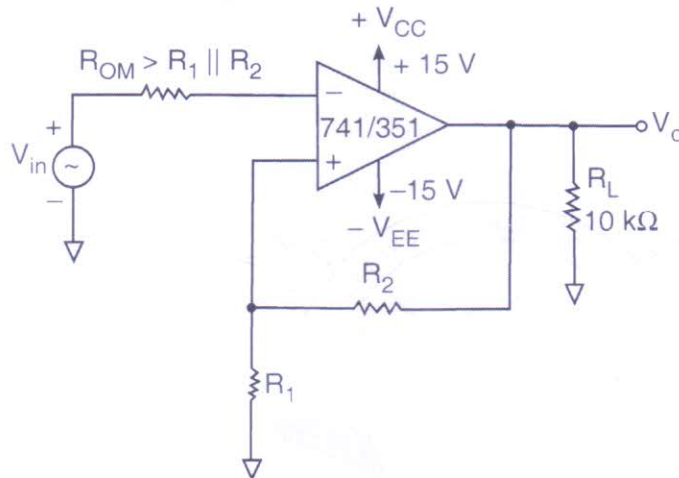 + V_CC
R_OM > R_1 || R_2
+ 15 V
−
741/351
+
V_in
+
~
−
−15 V
− V_EE
V_o
R_L
10 kΩ
R_2
R_1